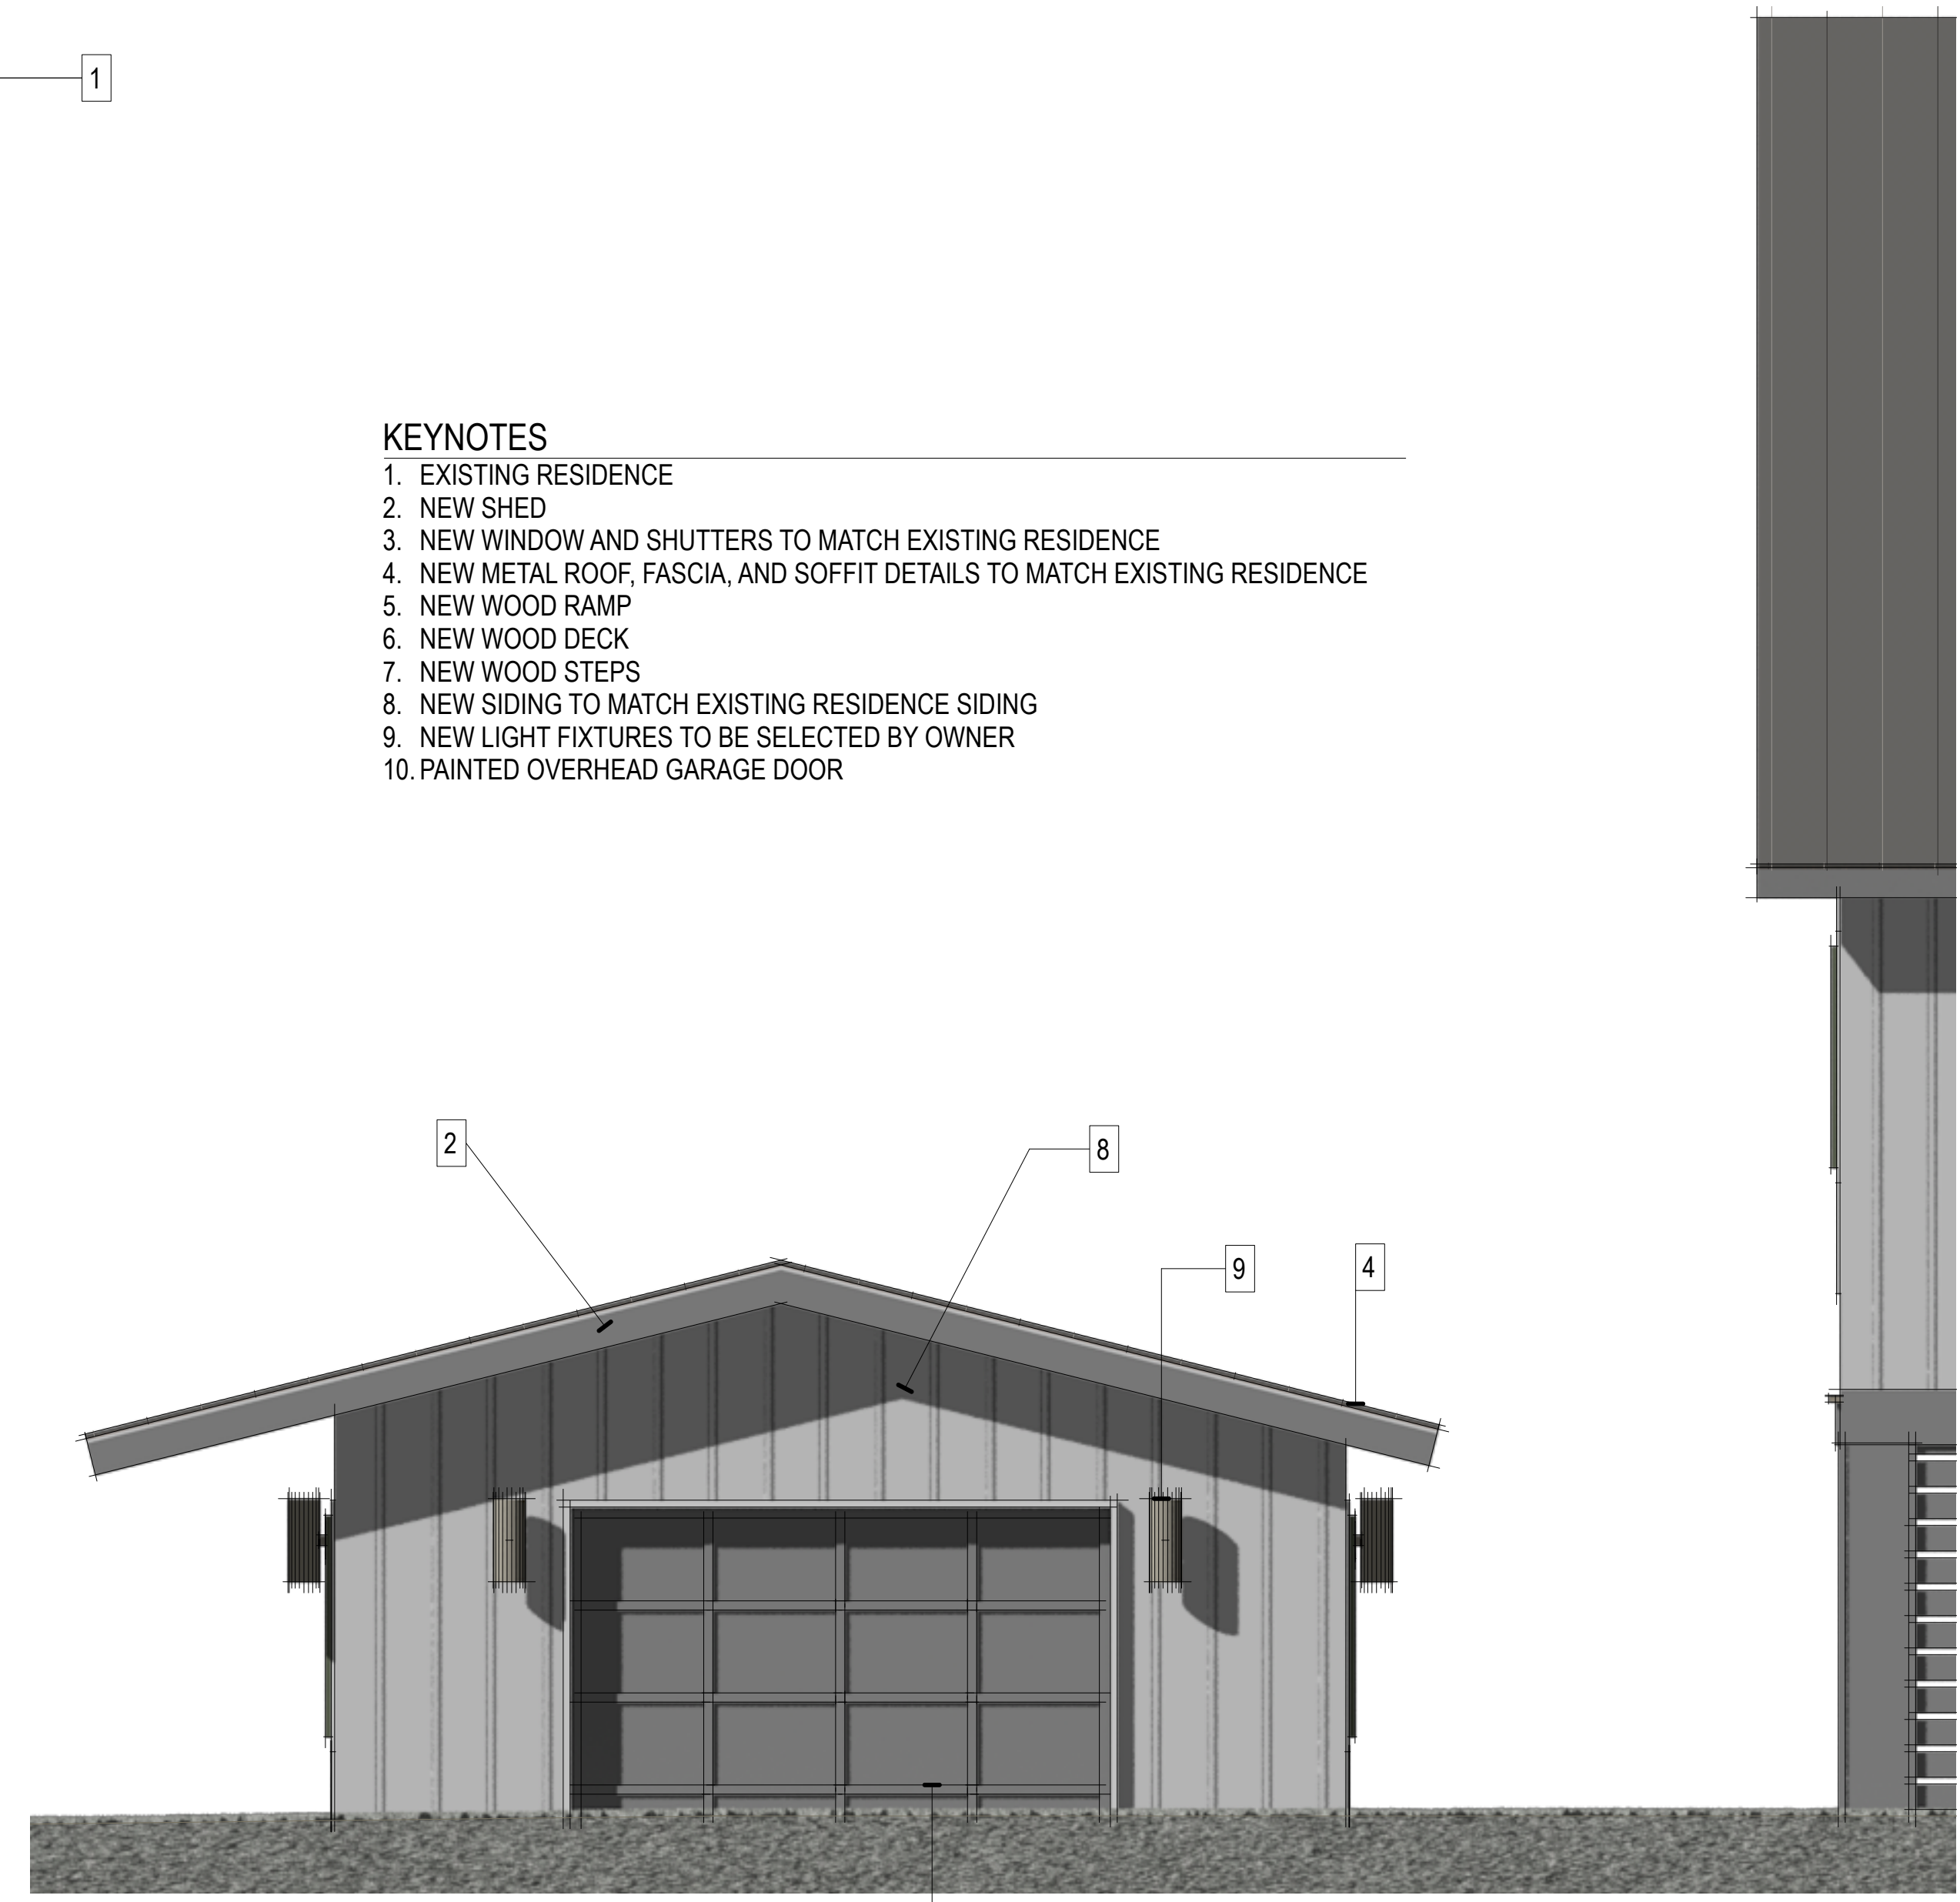 1
KEYNOTES
1. EXISTING RESIDENCE
2. NEW SHED
3. NEW WINDOW AND SHUTTERS TO MATCH EXISTING RESIDENCE
4. NEW METAL ROOF, FASCIA, AND SOFFIT DETAILS TO MATCH EXISTING RESIDENCE
5. NEW WOOD RAMP
6. NEW WOOD DECK
7. NEW WOOD STEPS
8. NEW SIDING TO MATCH EXISTING RESIDENCE SIDING
9. NEW LIGHT FIXTURES TO BE SELECTED BY OWNER
10. PAINTED OVERHEAD GARAGE DOOR
2
8
9
4